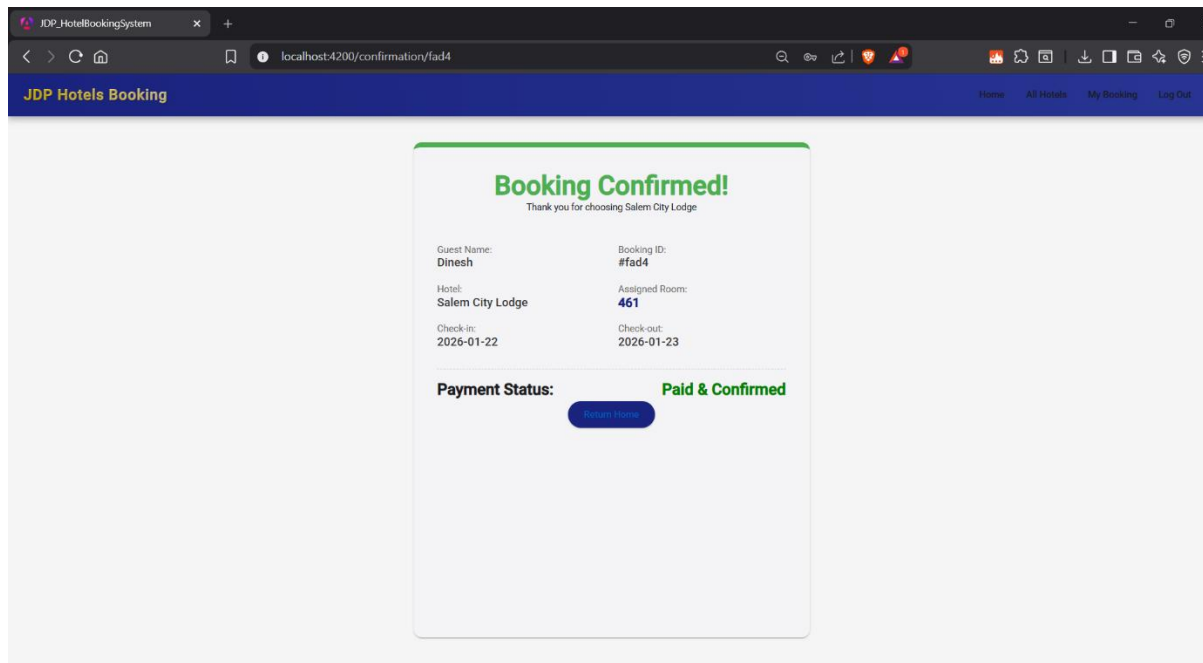 JDP_HotelBookingSystem
localhost:4200/confirmation/fad4
1
JDP Hotels Booking
Home All Hotels My Booking Log Out
Booking Confirmed!
Thank you for choosing Salem City Lodge
Guest Name: Booking ID:
Dinesh #fad4
Hotel: Assigned Room:
Salem City Lodge 461
Check-in: Check-out:
2026-01-22 2026-01-23
Payment Status: Paid & Confirmed
Return Home